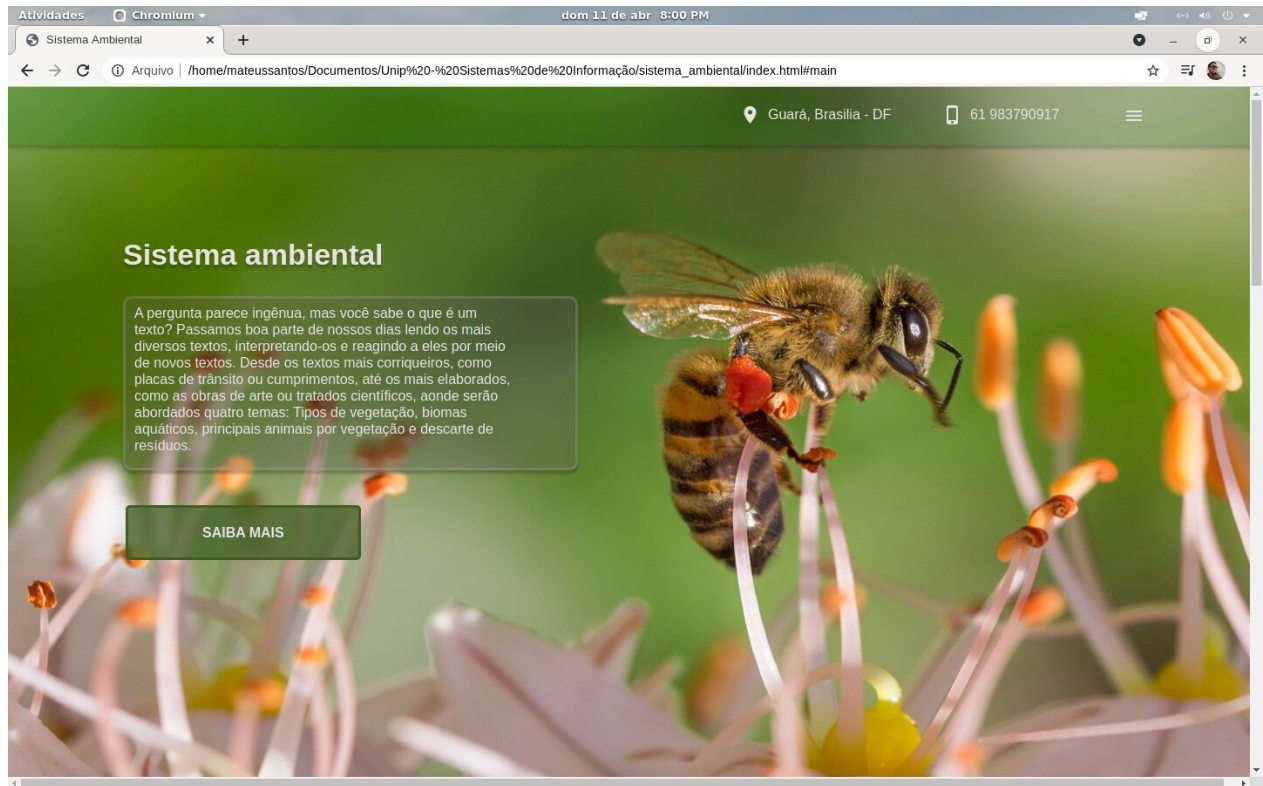 Atividades Chromium dom 11 de abr 8:00 PM
Sistema Ambiental
Arquivo /home/mateussantos/Documentos/Unip%20-%20Sistemas%20de%20Informação/sistema_ambiental/index.html#main
Guará, Brasilia - DF 61 983790917
Sistema ambiental
A pergunta parece ingênua, mas você sabe o que é um
texto? Passamos boa parte de nossos dias lendo os mais
diversos textos, interpretando-os e reagindo a eles por meio
de novos textos. Desde os textos mais corriqueiros, como
placas de trânsito ou cumprimentos, até os mais elaborados,
como as obras de arte ou tratados científicos, aonde serão
abordados quatro temas: Tipos de vegetação, biomas
aquáticos, principais animais por vegetação e descarte de
resíduos.
SAIBA MAIS